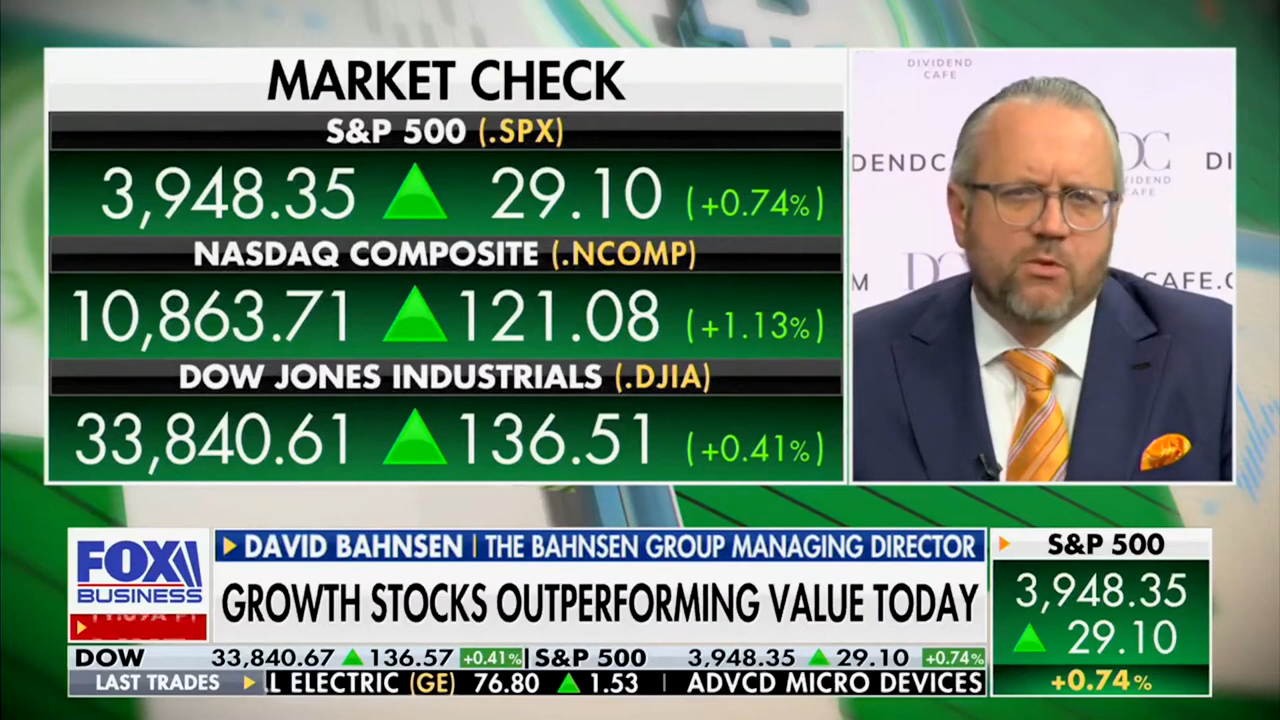 MARKET CHECK
S&P 500 (.SPX)
3,948.35 ▲ 29.10 (+0.74%)
NASDAQ COMPOSITE (.NCOMP)
10,863.71 ▲ 121.08 (+1.13%)
DOW JONES INDUSTRIALS (.DJIA)
33,840.61 ▲ 136.51 (+0.41%)
DIVIDEND
CAFE
DC
DIVIDEND
CAFE
DI
M
DC
CAFE.C
FOX
BUSINESS
DAVID BAHNSEN | THE BAHNSEN GROUP MANAGING DIRECTOR
GROWTH STOCKS OUTPERFORMING VALUE TODAY
S&P 500
3,948.35
▲ 29.10
+0.74%
DOW 33,840.67 ▲ 136.57 +0.41% | S&P 500 3,948.35 ▲ 29.10 +0.74%
LAST TRADES L ELECTRIC (GE) 76.80 ▲ 1.53 | ADVCD MICRO DEVICES